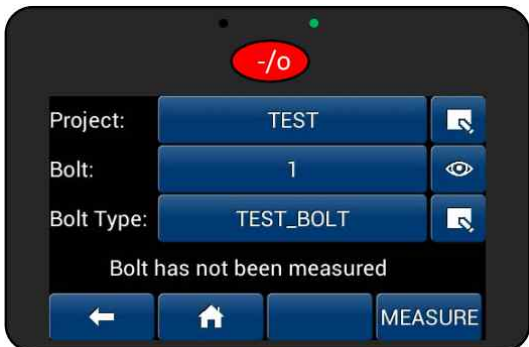 -/o
Project: TEST
Bolt: 1
Bolt Type: TEST_BOLT
Bolt has not been measured
MEASURE